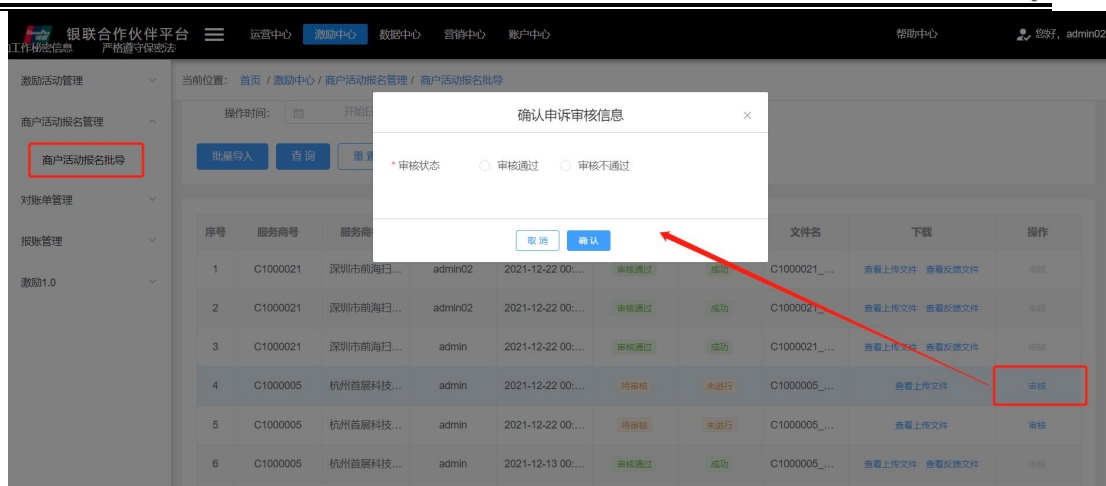 银联合作伙伴平台 运营中心 激励中心 数据中心 营销中心 账户中心 帮助中心 您好, admin02
工作秘密信息 严格遵守保密法
激励活动管理
当前位置: 首页 / 激励中心 / 商户活动报名管理 / 商户活动报名批导
商户活动报名管理
操作时间: 开始日
确认申诉审核信息 ×
商户活动报名批导
批量导入 查询 重置
* 审核状态 审核通过 审核不通过
对账单管理
报账管理
取消 确认
激励1.0
序号 服务商号 服务商 文件名 下载 操作
1 C1000021 深圳市前海扫... admin02 2021-12-22 00:... 审核通过 成功 C1000021_... 查看上传文件 查看反馈文件 审核
2 C1000021 深圳市前海扫... admin02 2021-12-22 00:... 审核通过 成功 C1000021_... 查看上传文件 查看反馈文件 审核
3 C1000021 深圳市前海扫... admin 2021-12-22 00:... 审核通过 成功 C1000021_... 查看上传文件 查看反馈文件 审核
4 C1000005 杭州首展科技... admin 2021-12-22 00:... 待审核 未进行 C1000005_... 查看上传文件 审核
5 C1000005 杭州首展科技... admin 2021-12-22 00:... 待审核 未进行 C1000005_... 查看上传文件 审核
6 C1000005 杭州首展科技... admin 2021-12-13 00:... 审核通过 成功 C1000005_... 查看上传文件 查看反馈文件 审核